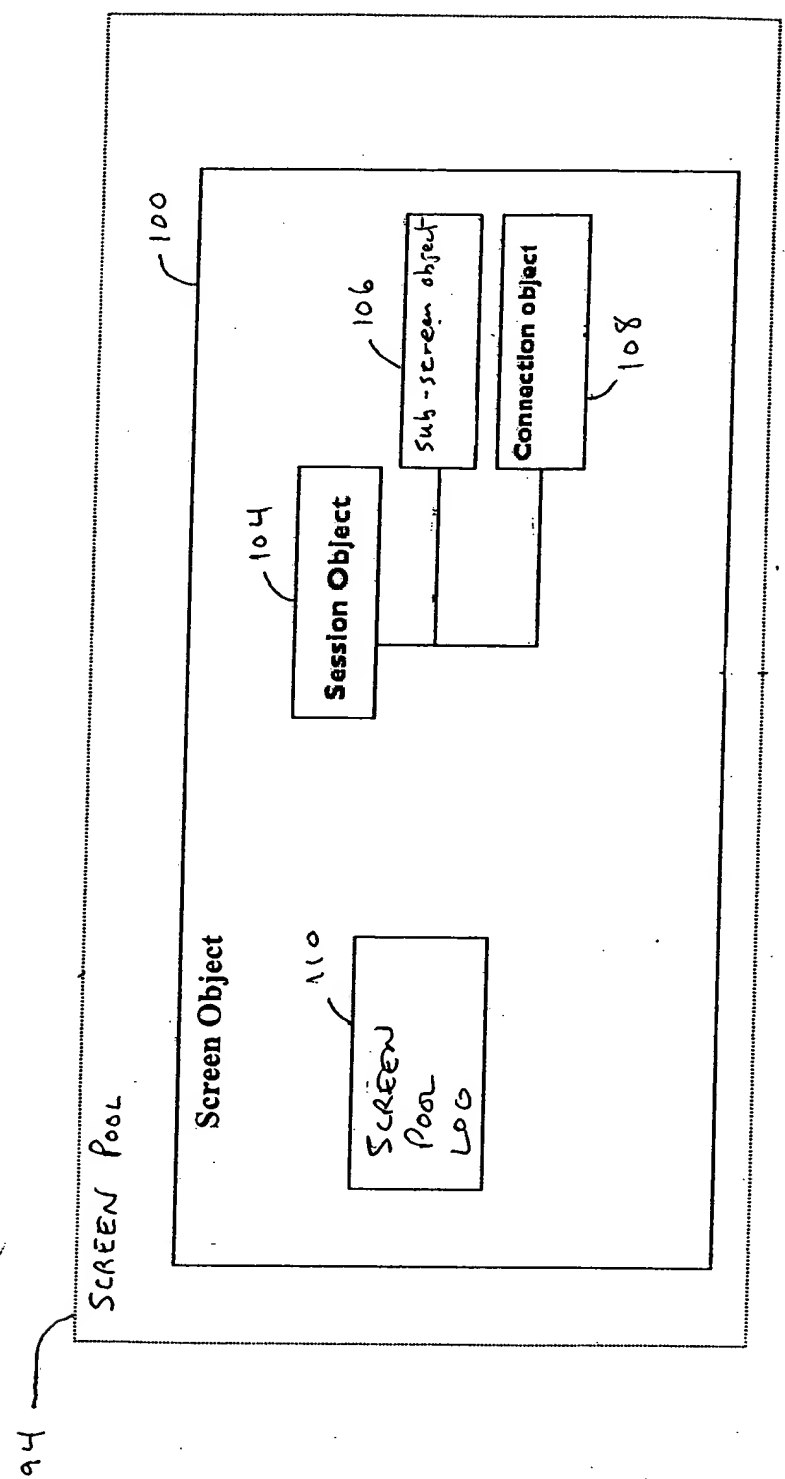 94
SCREEN POOL
100
Screen Object
110
SCREEN
POOL
LOG
104
Session Object
106
sub-screen object
Connection object
108